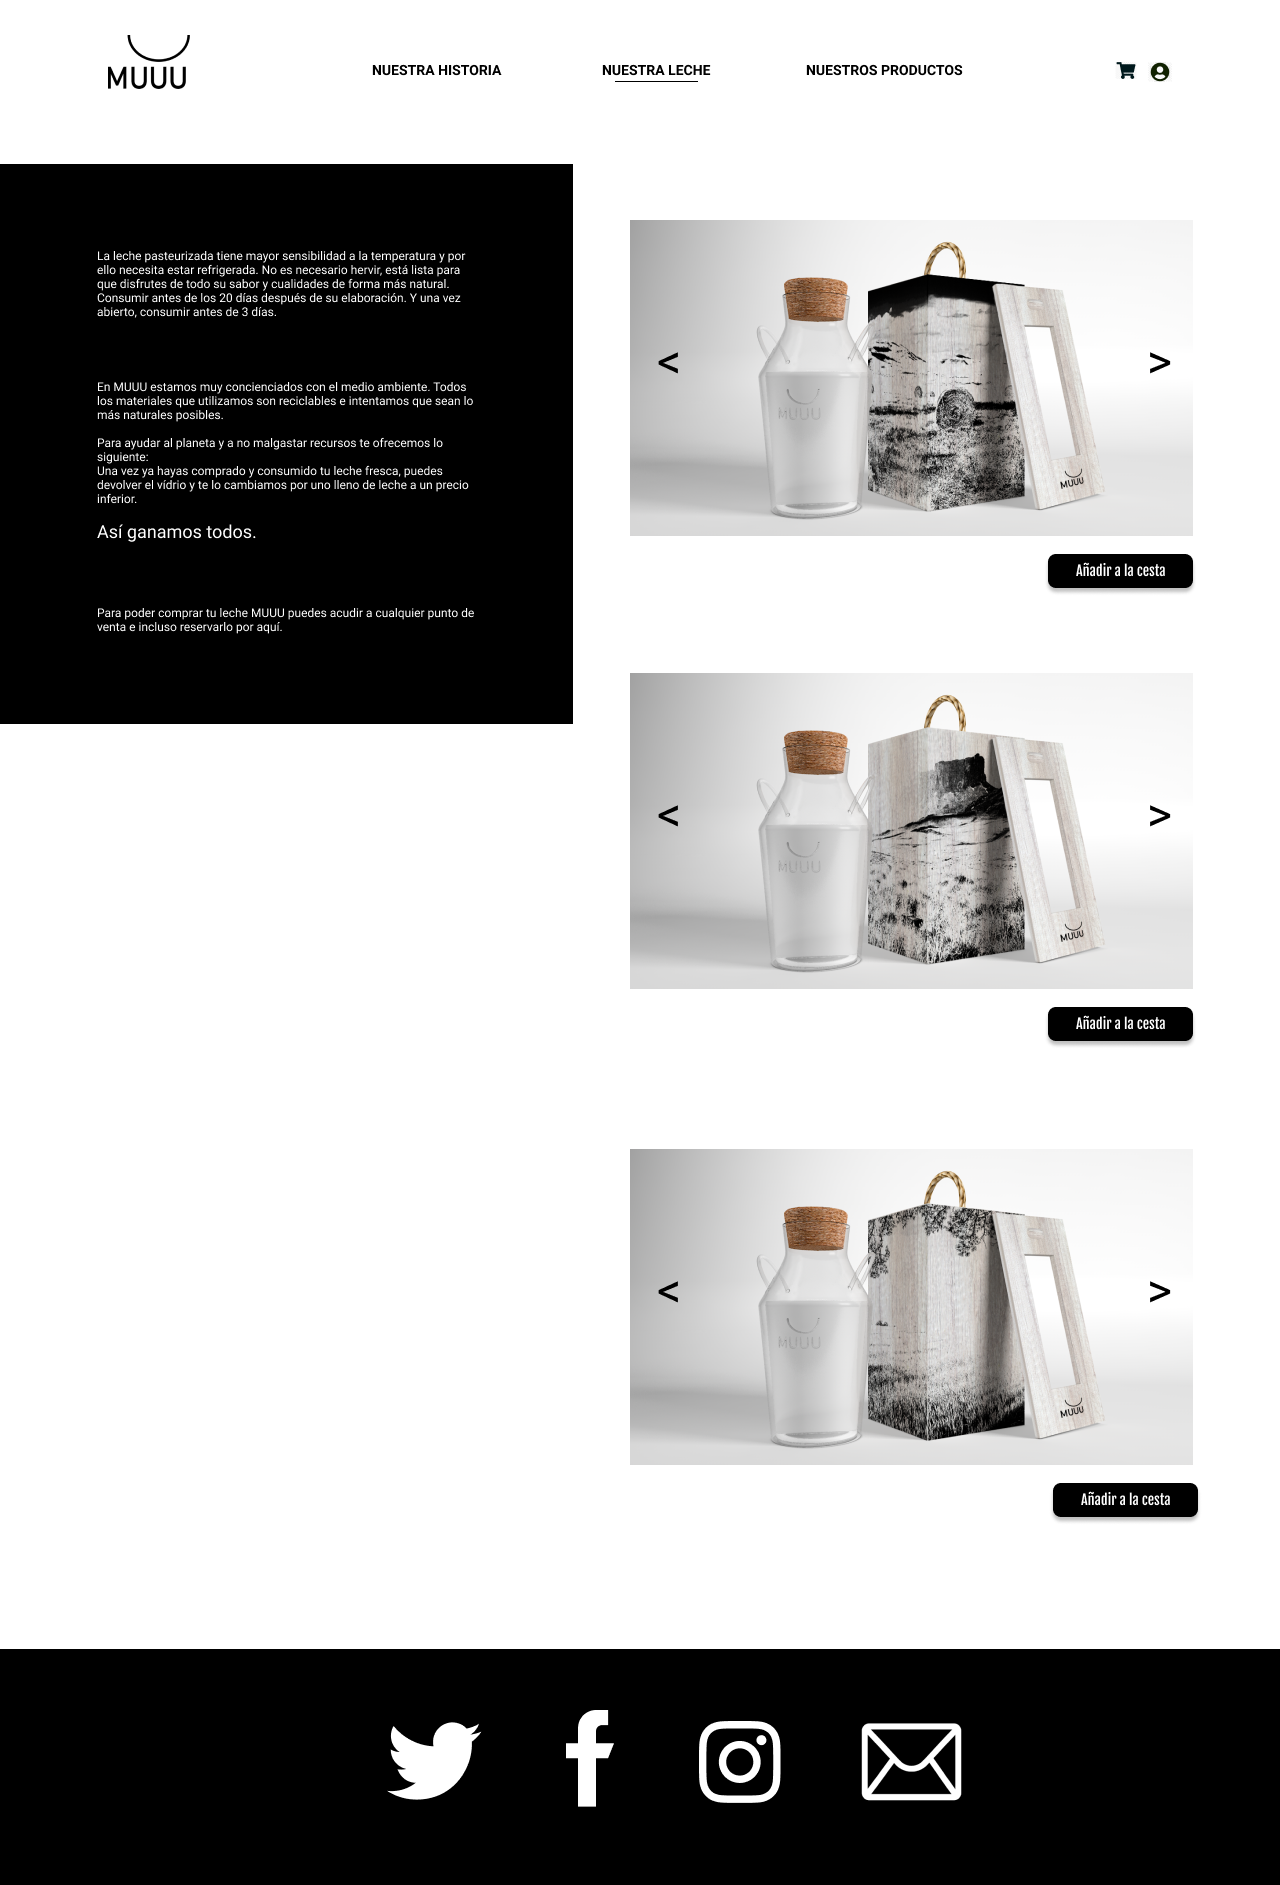 MUUU
NUESTRA HISTORIA
NUESTRA LECHE
NUESTROS PRODUCTOS
La leche pasteurizada tiene mayor sensibilidad a la temperatura y por
ello necesita estar refrigerada. No es necesario hervir, está lista para
que disfrutes de todo su sabor y cualidades de forma más natural.
Consumir antes de los 20 días después de su elaboración. Y una vez
abierto, consumir antes de 3 días.
En MUUU estamos muy concienciados con el medio ambiente. Todos
los materiales que utilizamos son reciclables e intentamos que sean lo
más naturales posibles.
Para ayudar al planeta y a no malgastar recursos te ofrecemos lo
siguiente:
Una vez ya hayas comprado y consumido tu leche fresca, puedes
devolver el vídrio y te lo cambiamos por uno lleno de leche a un precio
inferior.
Así ganamos todos.
Para poder comprar tu leche MUUU puedes acudir a cualquier punto de
venta e incluso reservarlo por aquí.
<
>
MUUU
MUUU
Añadir a la cesta
<
>
MUUU
MUUU
Añadir a la cesta
<
>
MUUU
MUUU
Añadir a la cesta